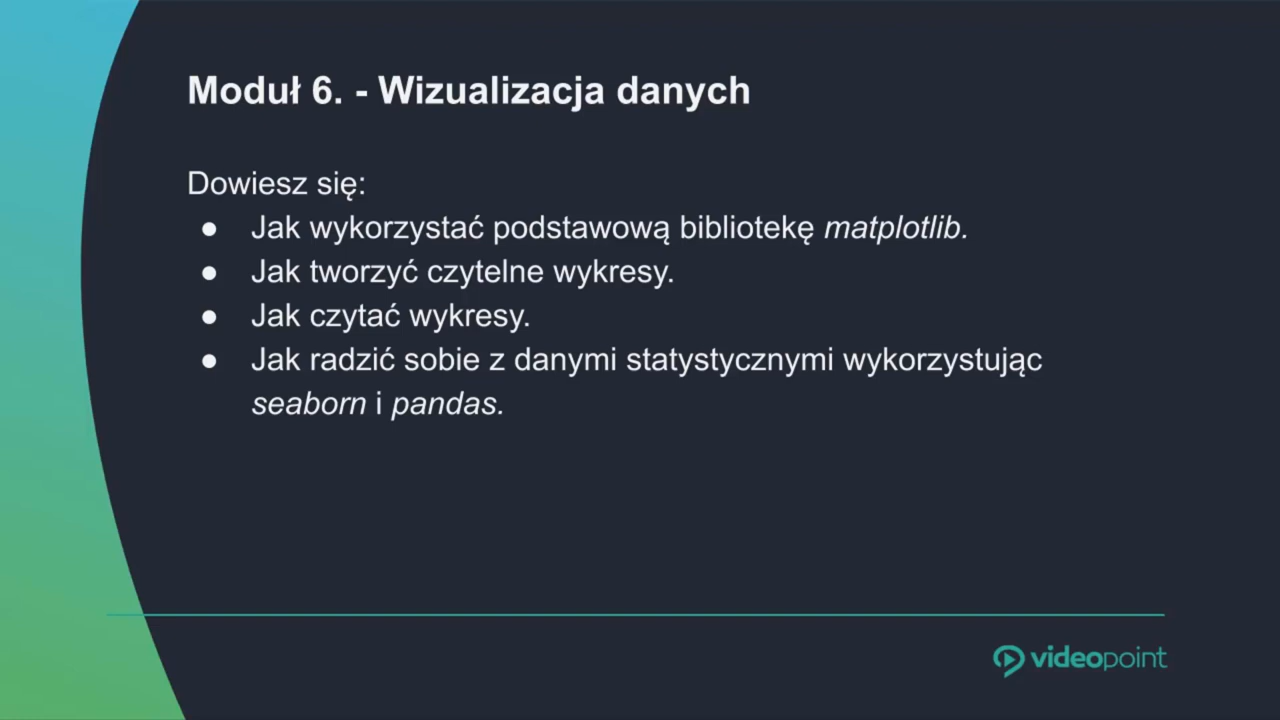 Moduł 6. - Wizualizacja danych
Dowiesz się:
● Jak wykorzystać podstawową bibliotekę matplotlib.
● Jak tworzyć czytelne wykresy.
● Jak czytać wykresy.
● Jak radzić sobie z danymi statystycznymi wykorzystując
seaborn i pandas.
videopoint